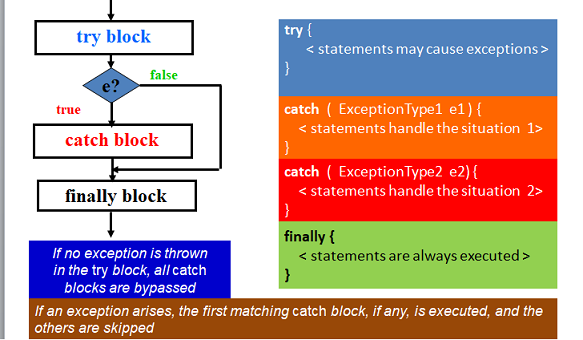 try block
e?
false
true
catch block
finally block
If no exception is thrown
in the try block, all catch
blocks are bypassed
try {
< statements may cause exceptions >
}
catch ( ExceptionType1 e1) {
< statements handle the situation 1>
}
catch ( ExceptionType2 e2) {
< statements handle the situation 2>
}
finally {
< statements are always executed >
}
If an exception arises, the first matching catch block, if any, is executed, and the
others are skipped